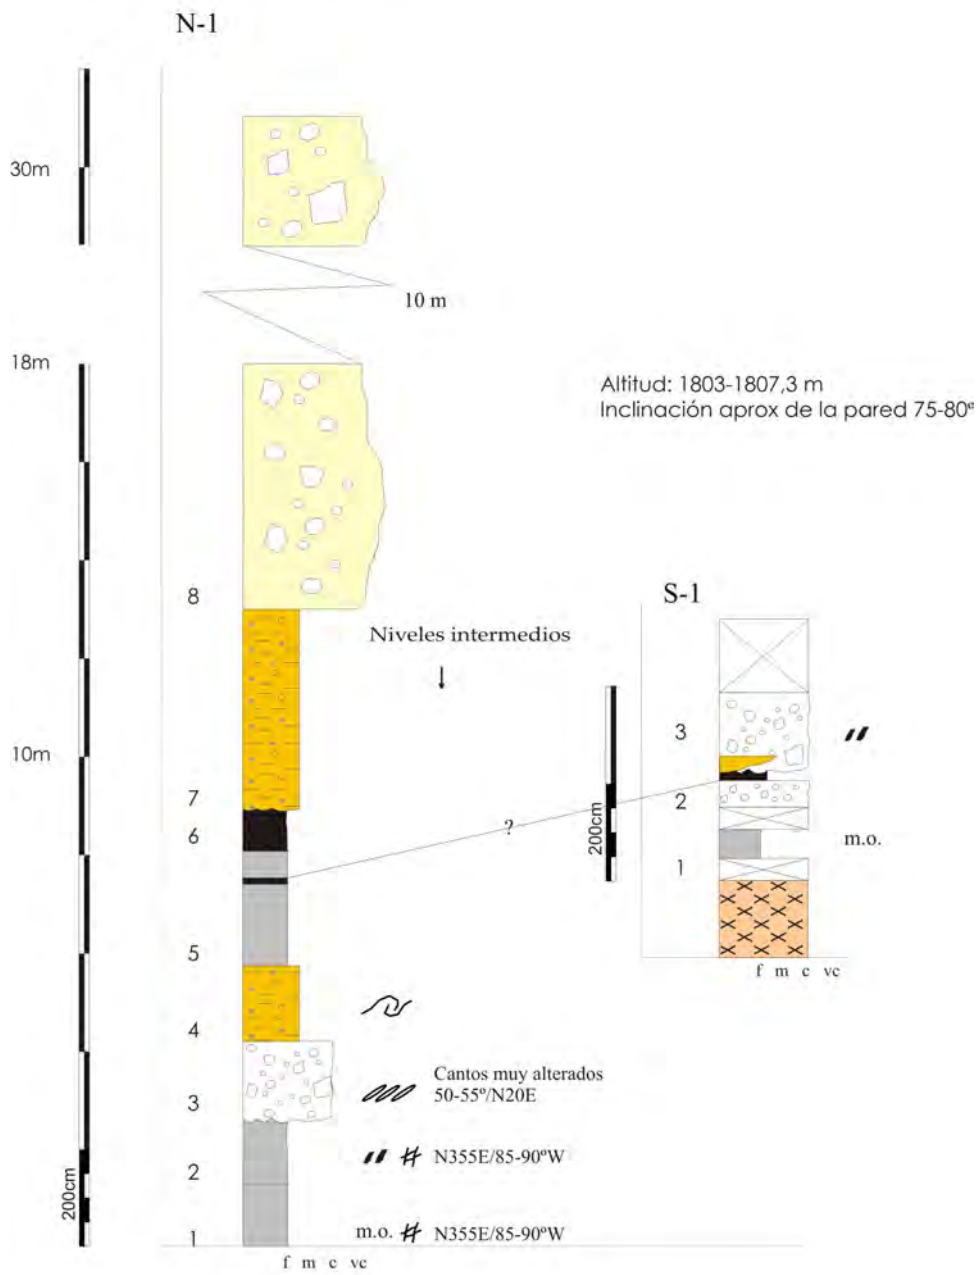 N-1
30m
10 m
18m
Altitud: 1803-1807,3 m
Inclinación aprox de la pared 75-80º
8
S-1
Niveles intermedios
3
10m
7
2
6
?
200cm
m.o.
1
5
f m c vc
4
Cantos muy alterados
50-55º/N20E
3
N355E/85-90ºW
2
200cm
m.o.
N355E/85-90ºW
1
f m c vc